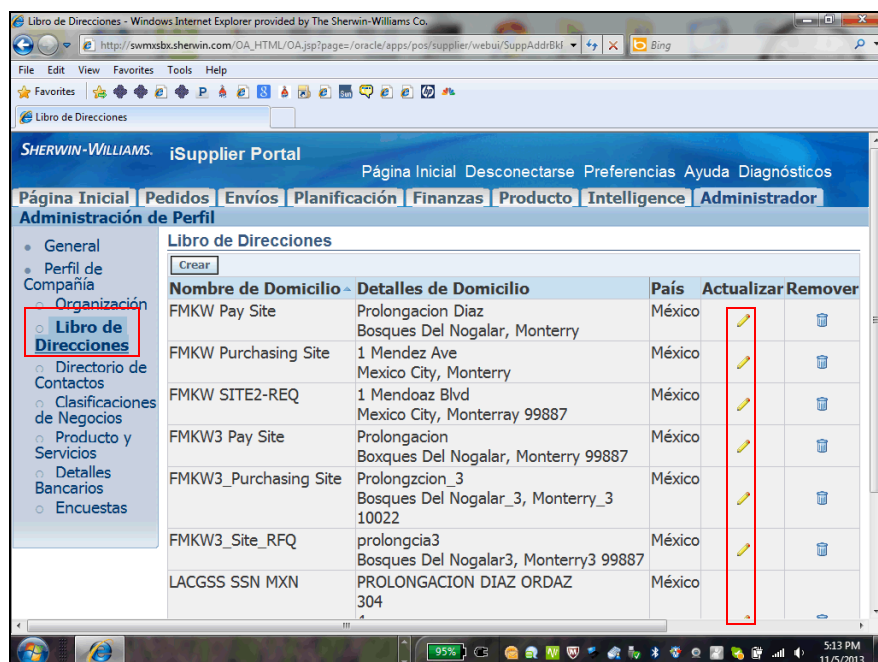 Libro de Direcciones - Windows Internet Explorer provided by The Sherwin-Williams Co.
http://swmxsbx.sherwin.com/OA_HTML/OA.jsp?page=/oracle/apps/pos/supplier/webui/SuppAddrBkf
Bing
File Edit View Favorites Tools Help
Favorites
Libro de Direcciones
SHERWIN-WILLIAMS. iSupplier Portal
Página Inicial Desconectarse Preferencias Ayuda Diagnósticos
Página Inicial Pedidos Envíos Planificación Finanzas Producto Intelligence Administrador
Administración de Perfil
General
Perfil de
Compañía
Organización
Libro de
Direcciones
Directorio de
Contactos
Clasificaciones
de Negocios
Producto y
Servicios
Detalles
Bancarios
Encuestas
Libro de Direcciones
Crear
Nombre de Domicilio Detalles de Domicilio País Actualizar Remover
FMKW Pay Site Prolongacion Diaz México
Bosques Del Nogalar, Monterry
FMKW Purchasing Site 1 Mendez Ave México
Mexico City, Monterry
FMKW SITE2-REQ 1 Mendoaz Blvd México
Mexico City, Monterray 99887
FMKW3 Pay Site Prolongacion México
Boxques Del Nogalar, Monterry 99887
FMKW3_Purchasing Site Prolongzcion_3 México
Bosques Del Nogalar_3, Monterry_3
10022
FMKW3_Site_RFQ prolongcia3 México
Bosques Del Nogalar3, Monterry3 99887
LACGSS SSN MXN PROLONGACION DIAZ ORDAZ México
304
95%
5:13 PM
11/5/2013